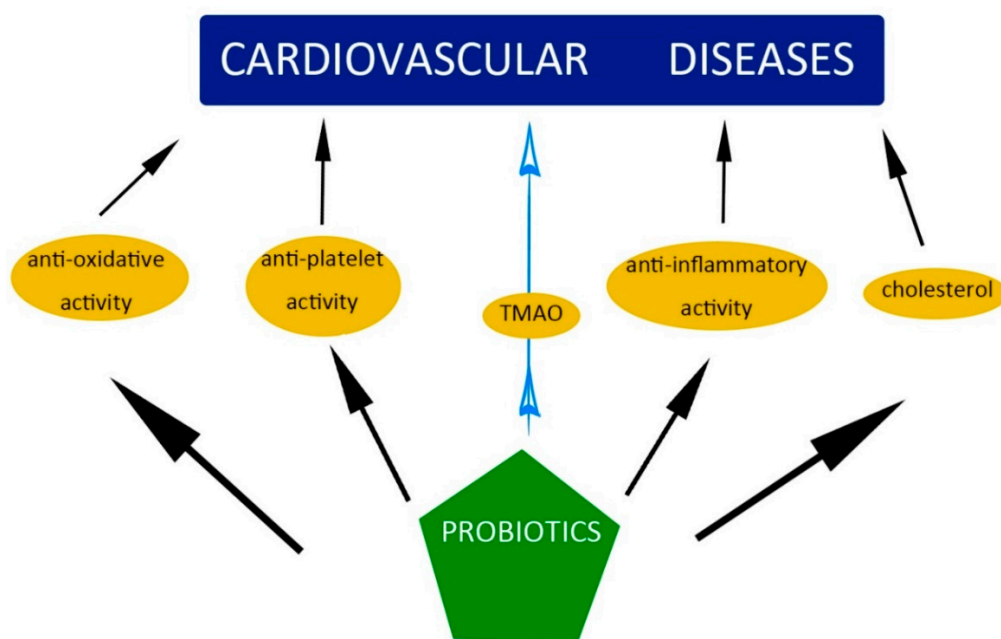 CARDIOVASCULAR DISEASES
anti-oxidative
activity
anti-platelet
activity
TMAO
anti-inflammatory
activity
cholesterol
PROBIOTICS